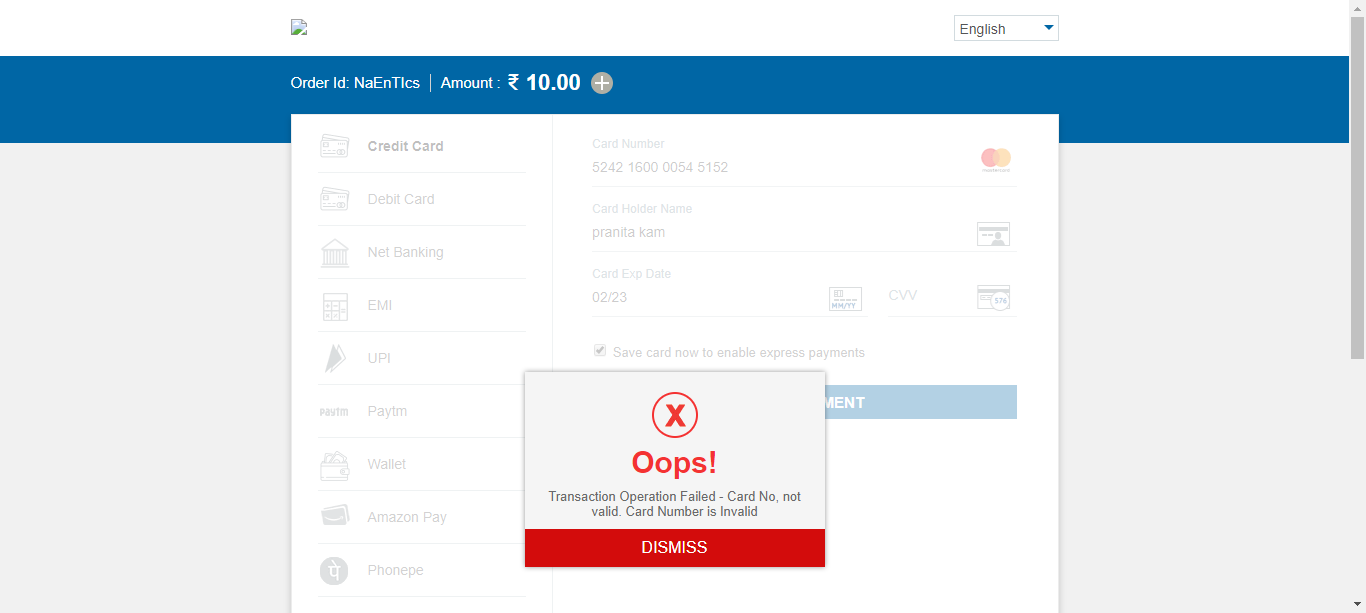 English
Order Id: NaEnTIcs | Amount : ₹ 10.00
Credit Card
Debit Card
Net Banking
EMI
UPI
Paytm
Paytm
Wallet
Amazon Pay
Phonepe
Card Number
5242 1600 0054 5152
Card Holder Name
pranita kam
Card Exp Date
02/23
MM/YY
CVV
576
Save card now to enable express payments
MENT
X
Oops!
Transaction Operation Failed - Card No, not
valid. Card Number is Invalid
DISMISS